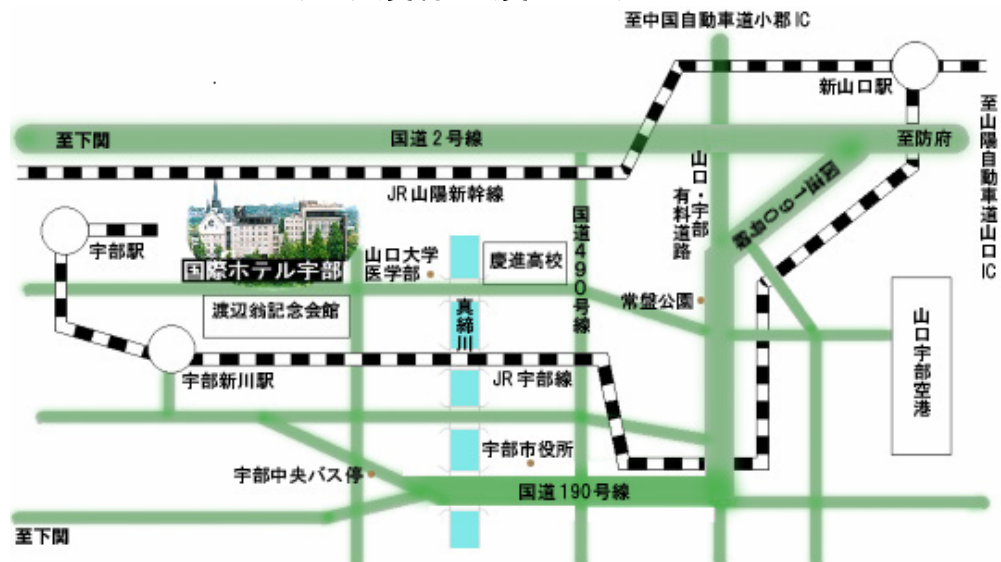 至中国自動車道小郡IC
新山口駅
至山陽自動車道山口IC
至下関
国道2号線
至防府
JR山陽新幹線
山口・宇部
有料道路
国道190号線
宇部駅
国際ホテル宇部
山口大学
医学部
慶進高校
国道490号線
渡辺翁記念会館
真締川
常盤公園
山口宇部空港
宇部新川駅
JR宇部線
宇部市役所
宇部中央バス停
国道190号線
至下関